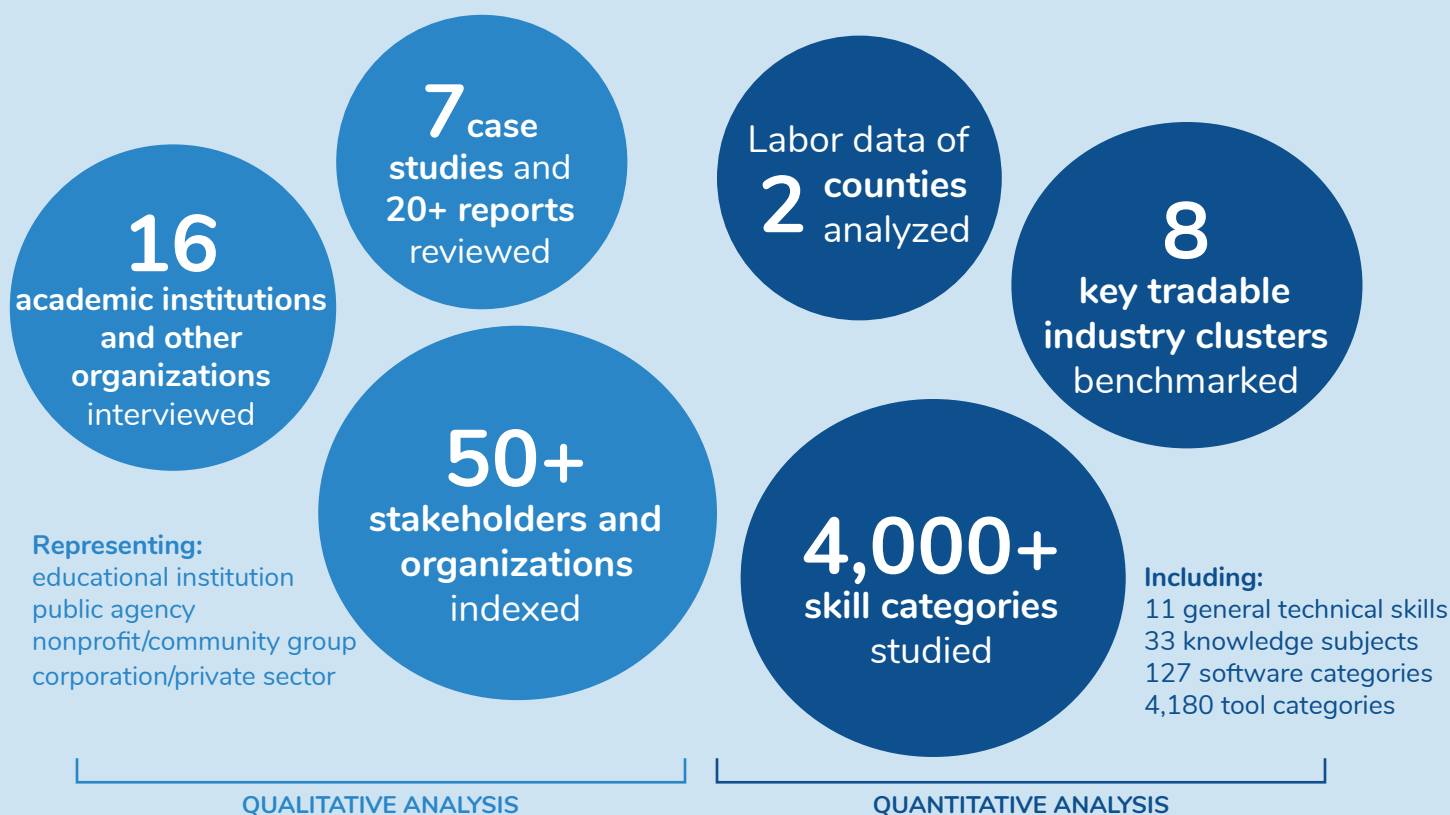 7 case
studies and
20+ reports
reviewed
16
academic institutions
and other
organizations
interviewed
50+
stakeholders and
organizations
indexed
Representing:
educational institution
public agency
nonprofit/community group
corporation/private sector
QUALITATIVE ANALYSIS
Labor data of
2 counties
analyzed
8
key tradable
industry clusters
benchmarked
4,000+
skill categories
studied
Including:
11 general technical skills
33 knowledge subjects
127 software categories
4,180 tool categories
QUANTITATIVE ANALYSIS